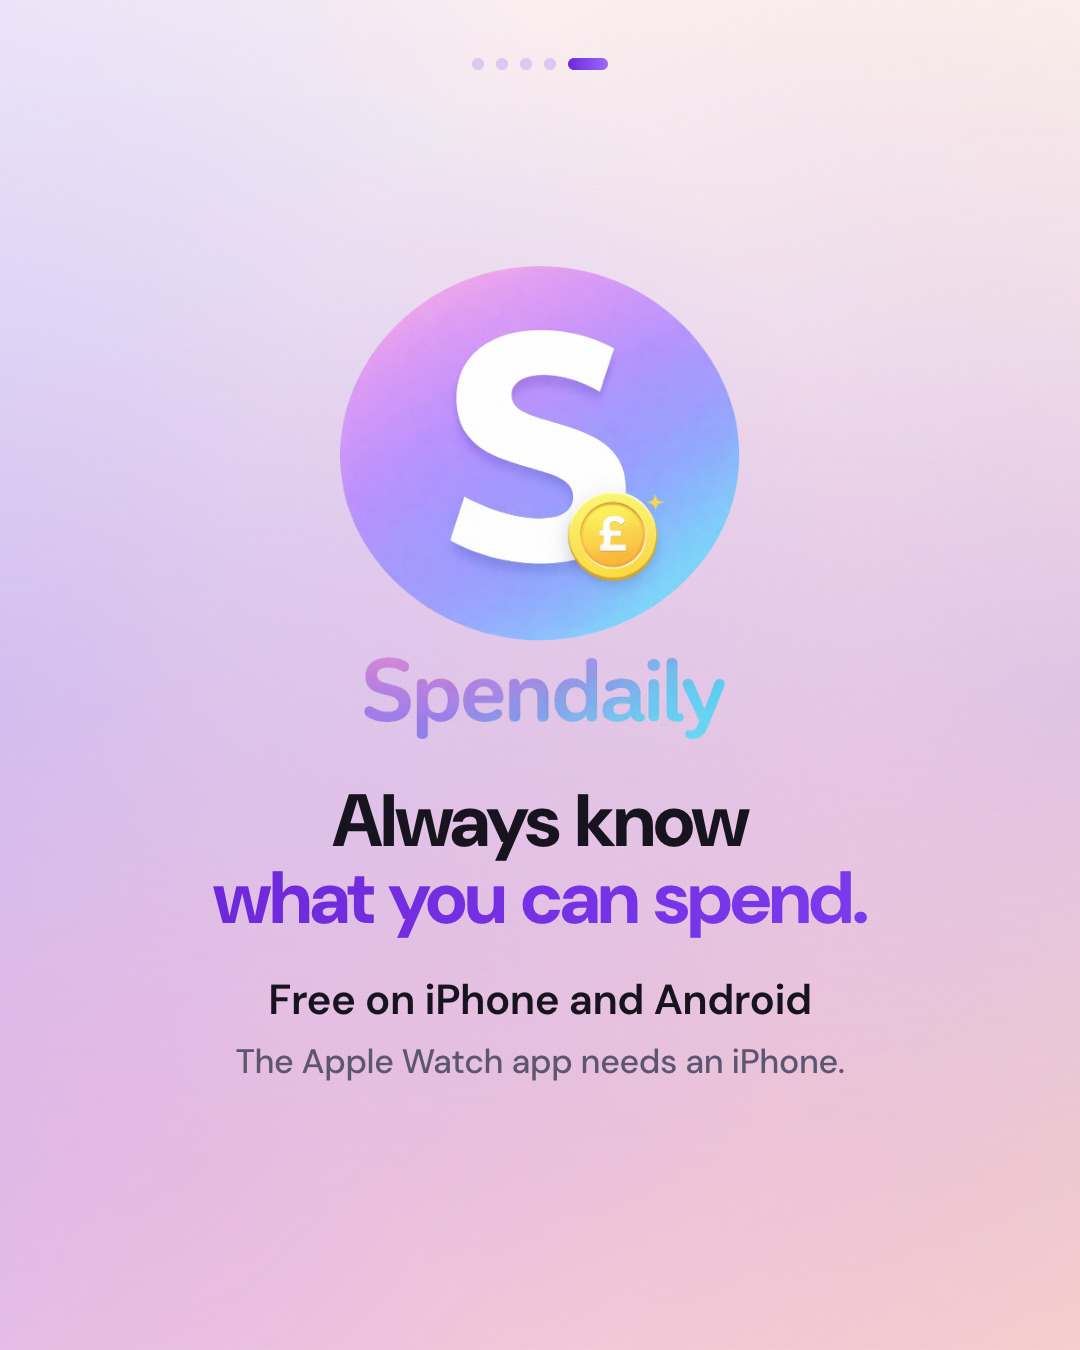 S
£
Spendaily
Always know
what you can spend.
Free on iPhone and Android
The Apple Watch app needs an iPhone.